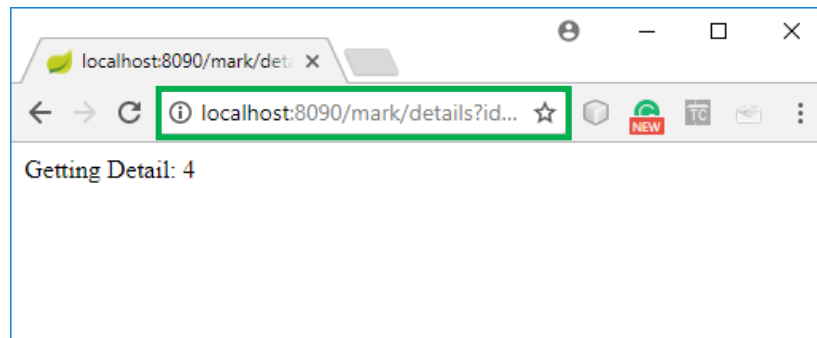 localhost:8090/mark/det
localhost:8090/mark/details?id...
NEW
TC
Getting Detail: 4